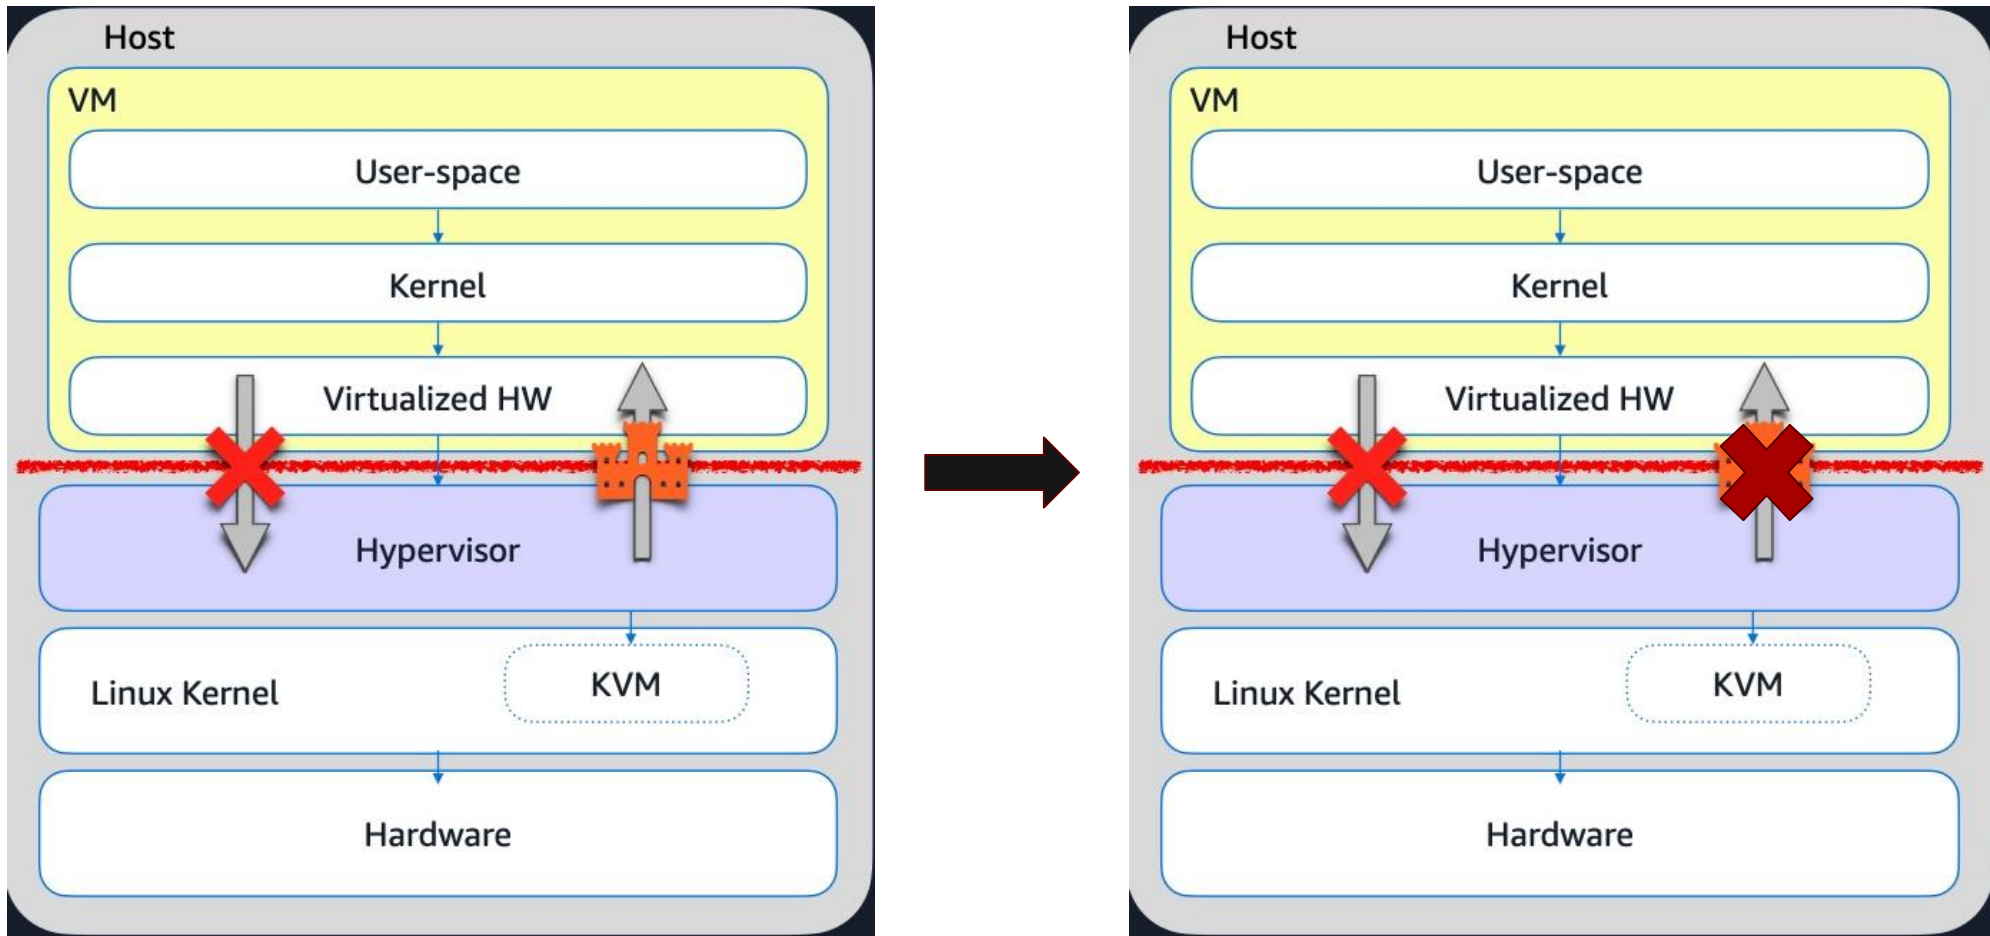 Host
VM
User-space
Kernel
Virtualized HW
Hypervisor
Linux Kernel
KVM
Hardware
Host
VM
User-space
Kernel
Virtualized HW
Hypervisor
Linux Kernel
KVM
Hardware